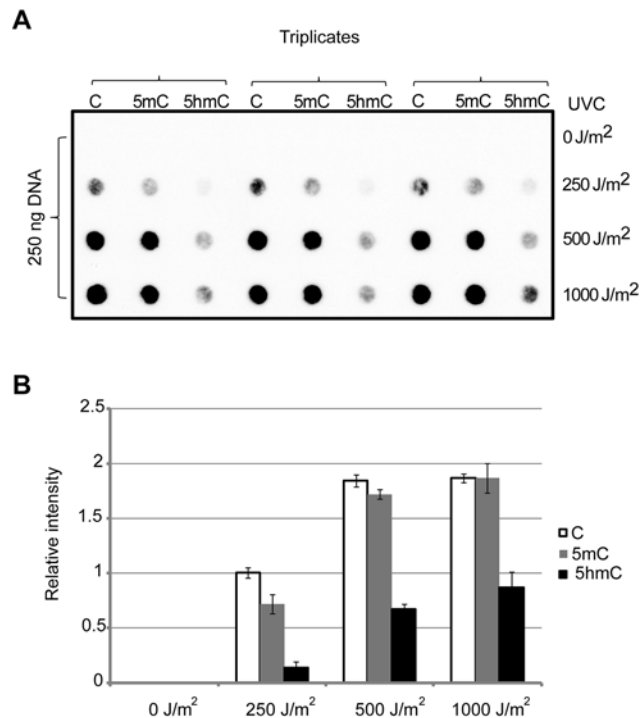 A
Triplicates
C 5mC 5hmC C 5mC 5hmC C 5mC 5hmC UVC
250 ng DNA
0 J/m²
250 J/m²
500 J/m²
1000 J/m²
B
Relative intensity
2.5
2
1.5
1
0.5
0
0 J/m² 250 J/m² 500 J/m² 1000 J/m²
C
5mC
5hmC